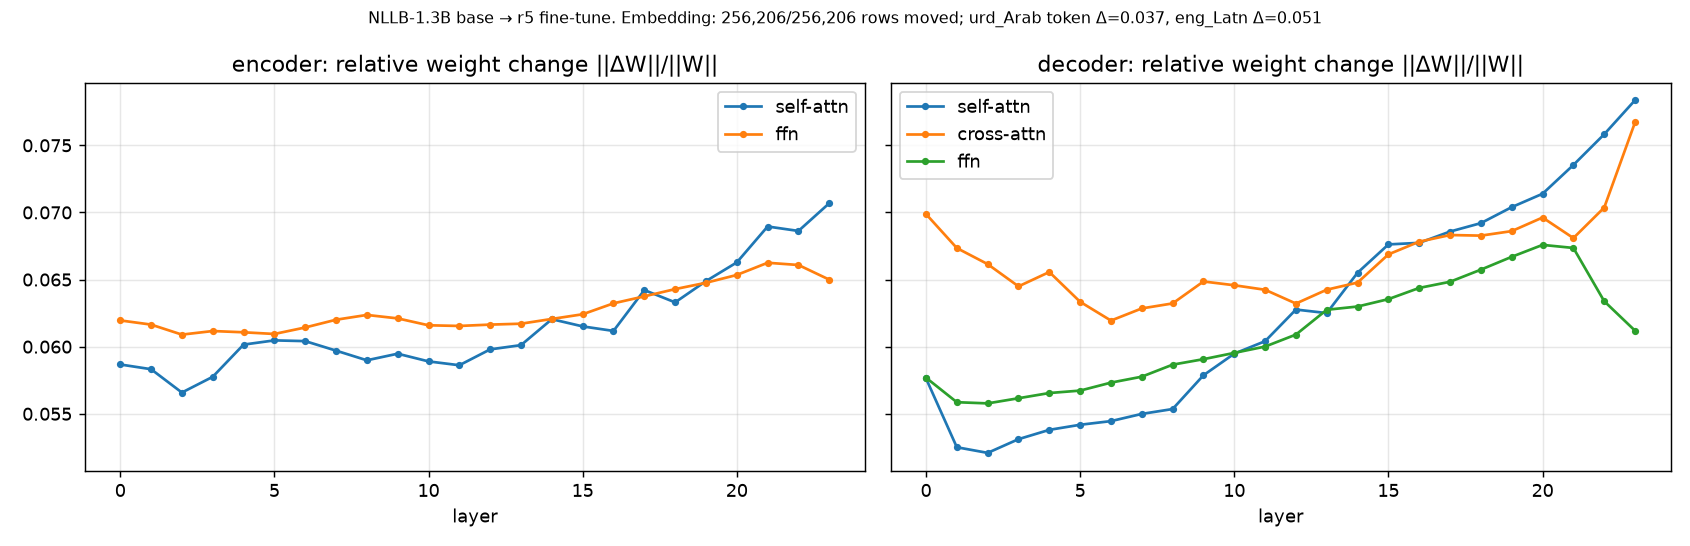 NLLB-1.3B base → r5 fine-tune. Embedding: 256,206/256,206 rows moved; urd_Arab token Δ=0.037, eng_Latn Δ=0.051
encoder: relative weight change ||ΔW||/||W||
self-attn
ffn
0.075
0.070
0.065
0.060
0.055
0 5 10 15 20
layer
decoder: relative weight change ||ΔW||/||W||
self-attn
cross-attn
ffn
0 5 10 15 20
layer